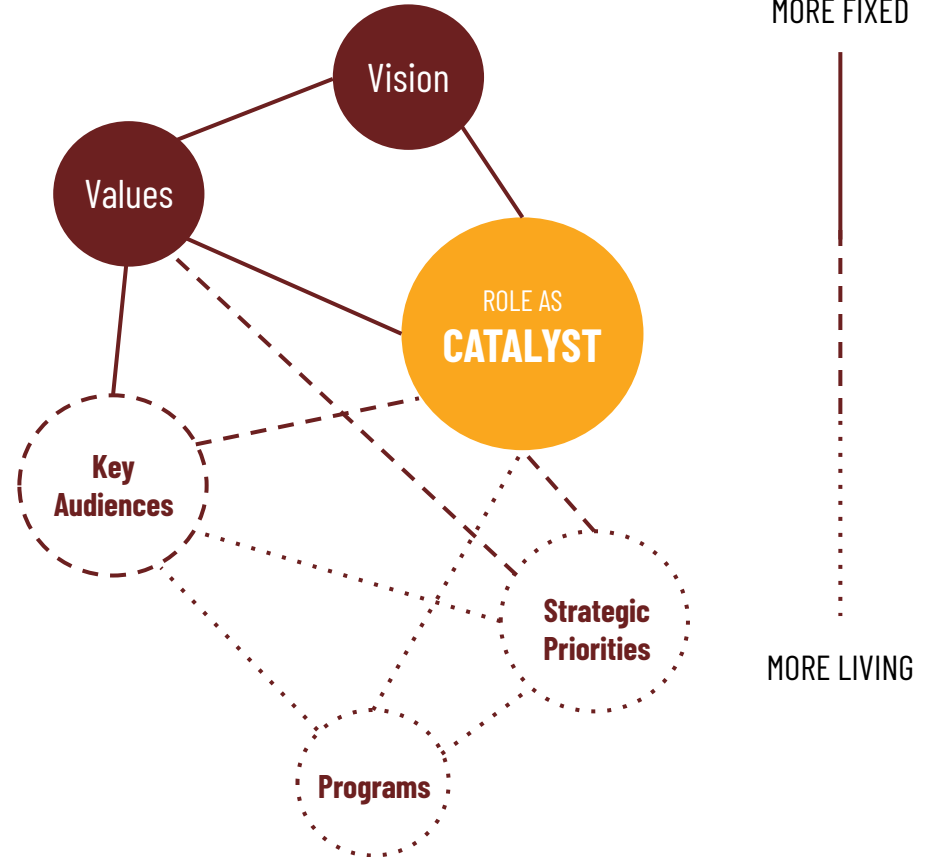 MORE FIXED
Vision
Values
ROLE AS
CATALYST
Key
Audiences
Strategic
Priorities
MORE LIVING
Programs